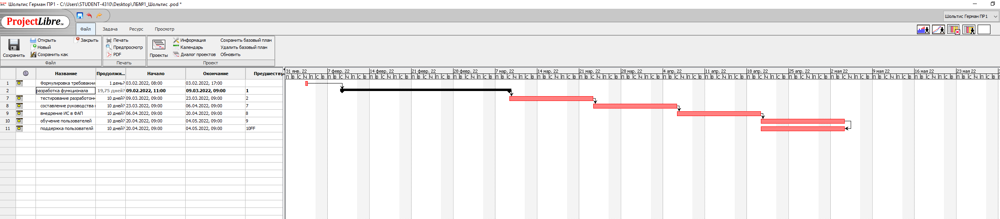 Шольтис Герман ПР1 - C:\Users\STUDENT-4310\Desktop\ЛБ№1_Шольтис .pod *
ProjectLibre™
Шольтис Герман ПР1
Файл Задача Ресурс Просмотр
Сохранить
Открыть
Новый
Сохранить как
Закрыть
Файл
Печать
Предпросмотр
PDF
Печать
Проекты
Информация
Календарь
Диалог проектов
Сохранить базовый план
Удалить базовый план
Обновить
Проект
Название Продолжи... Начало Окончание Предшеству
31 янв. 22 7 февр. 22 14 февр. 22 21 февр. 22 28 февр. 22 7 мар. 22 14 мар. 22 21 мар. 22 28 мар. 22 4 апр. 22 11 апр. 22 18 апр. 22 25 апр. 22 2 мая 22 9 мая 22 16 мая 22 23 мая 22
П В С Ч П С В П В С Ч П С В П В С Ч П С В П В С Ч П С В П В С Ч П С В П В С Ч П С В П В С Ч П С В П В С Ч П С В П В С Ч П С В П В С Ч П С В П В С Ч П С В П В С Ч П С В П В С Ч П С В П В С Ч П С В П В С Ч П С В П В С Ч П С В П В С Ч П С В
1 Формулировка требовакни 1 день? 03.02.2022, 08:00 03.02.2022, 17:00
2 разработка функционала 19,75 дней? 09.02.2022, 11:00 09.03.2022, 09:00 1
7 тестирование разработонн 10 дней? 09.03.2022, 09:00 23.03.2022, 09:00 2
8 составление руководства 10 дней? 23.03.2022, 09:00 06.04.2022, 09:00 7
9 внедрение ИС в ФАП 10 дней? 06.04.2022, 09:00 20.04.2022, 09:00 8
10 обучение пользователей 10 дней? 20.04.2022, 09:00 04.05.2022, 09:00 9
11 поддержка пользователй 10 дней? 20.04.2022, 09:00 04.05.2022, 09:00 10FF